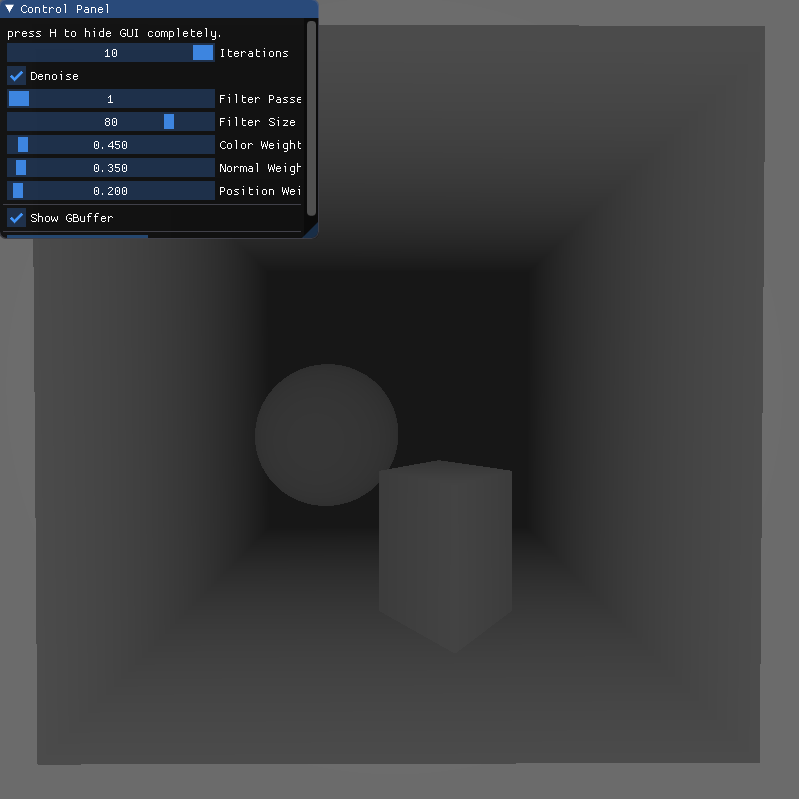 Control Panel
press H to hide GUI completely.
10 Iterations
Denoise
1 Filter Passe
80 Filter Size
0.450 Color Weight
0.350 Normal Weigh
0.200 Position Wei
Show GBuffer